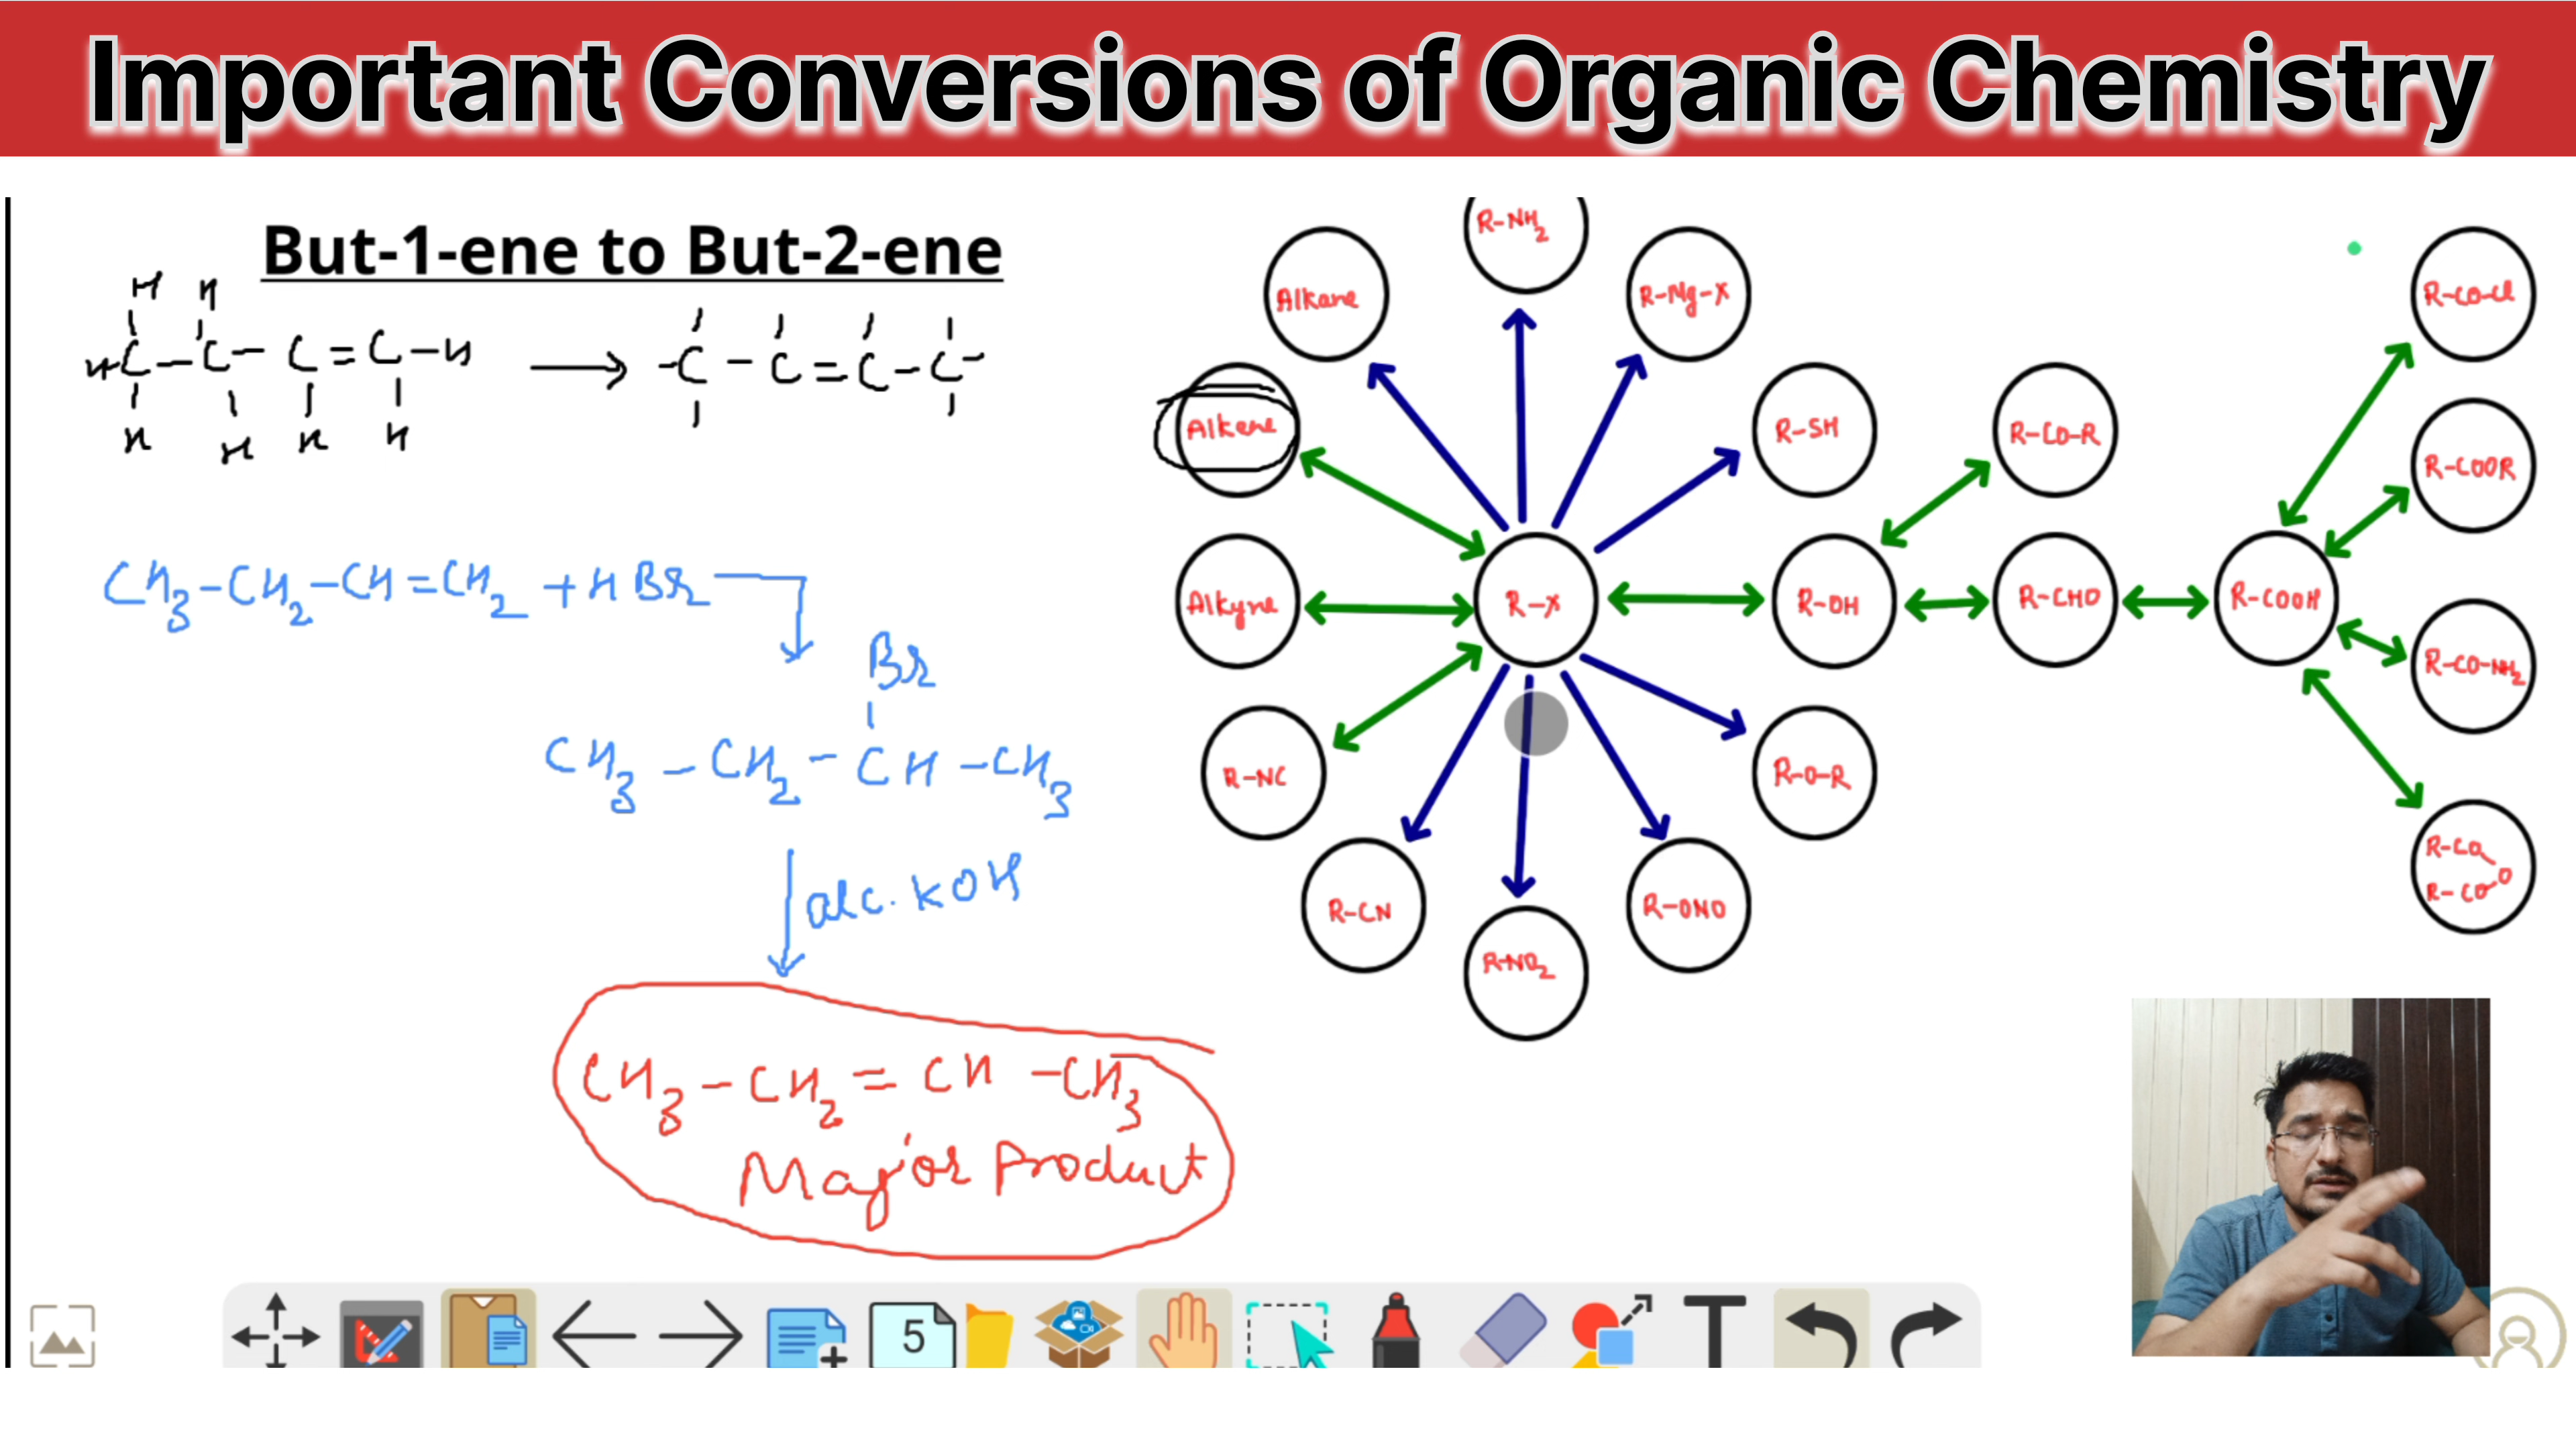 Important Conversions of Organic Chemistry
But-1-ene to But-2-ene
H H
H C - C - C = C - H → - C - C = C - C -
H H H H
CH3 - CH2 - CH = CH2 + HBr
Br
CH3 - CH2 - CH - CH3
alc. KOH
CH3 - CH2 = CH - CH3
Major Product
R-NH2
Alkane
R-Mg-X
R-CO-Cl
Alkene
R-SH
R-CO-R
R-COOR
Alkyne
R-X
R-OH
R-CHO
R-COOH
R-CO-NH2
R-NC
R-O-R
R-CN
R-NO2
R-ONO
R-CO
O
R-CO
5
T